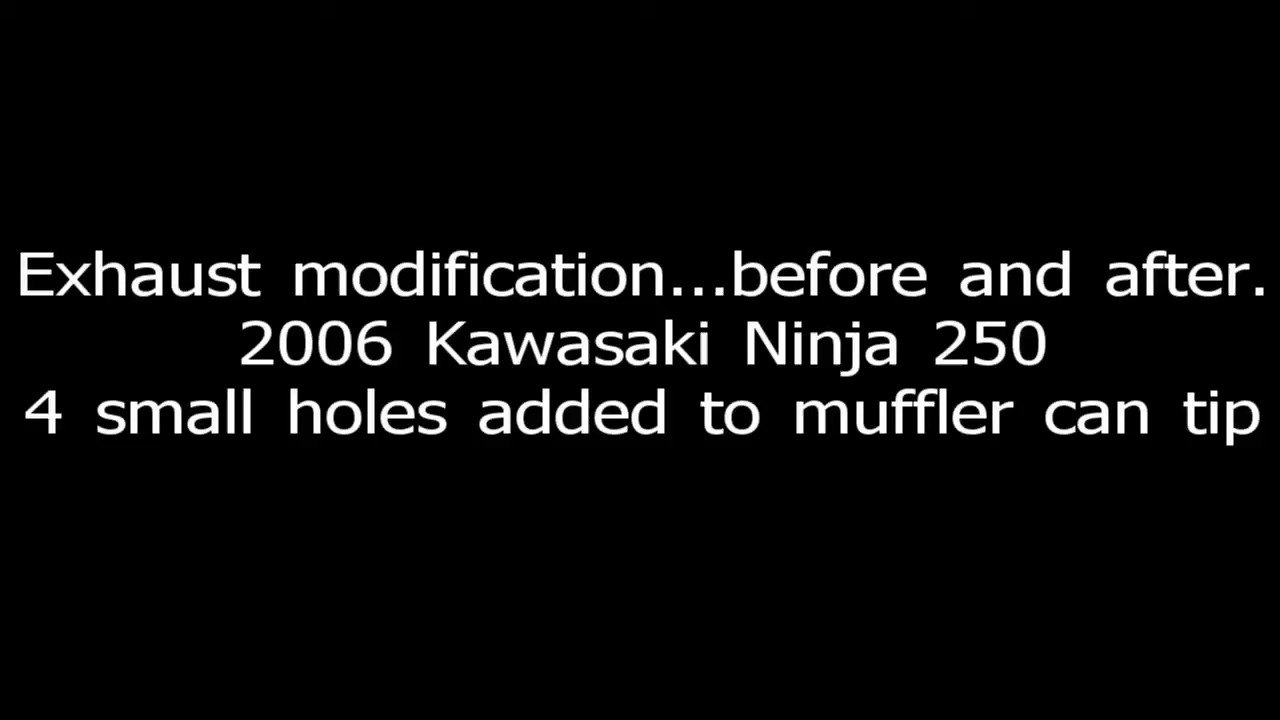 Exhaust modification...before and after.
2006 Kawasaki Ninja 250
4 small holes added to muffler can tip